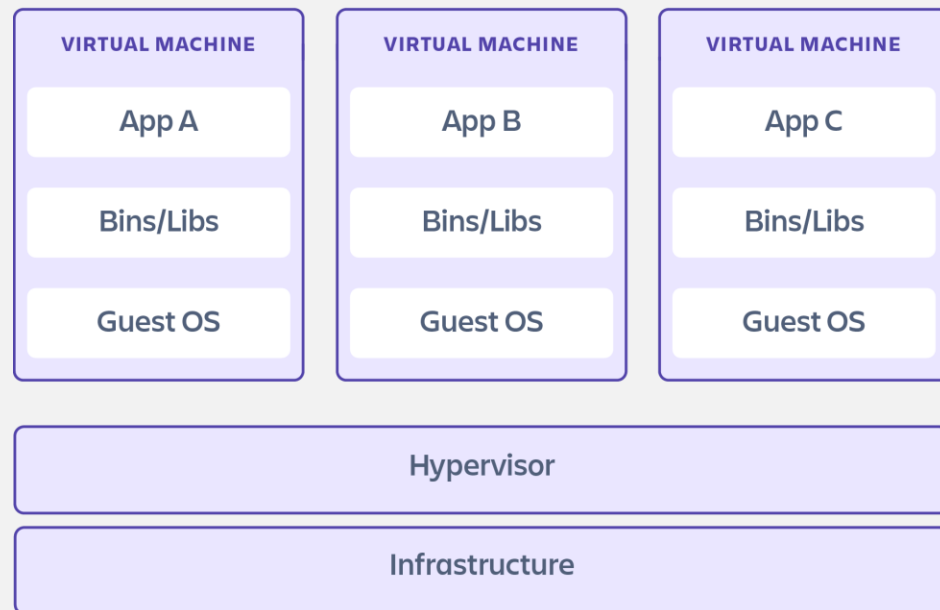 VIRTUAL MACHINE
App A
Bins/Libs
Guest OS
VIRTUAL MACHINE
App B
Bins/Libs
Guest OS
VIRTUAL MACHINE
App C
Bins/Libs
Guest OS
Hypervisor
Infrastructure